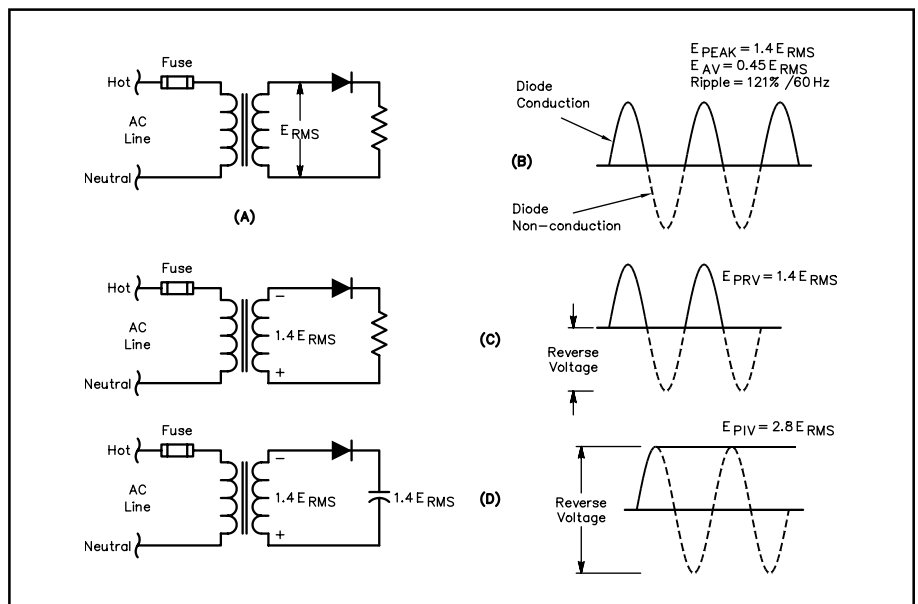 Fuse
Hot
AC
Line
E RMS
Neutral
(A)
E PEAK = 1.4 E RMS
E AV = 0.45 E RMS
Ripple = 121% /60 Hz
Diode
Conduction
(B)
Diode
Non-conduction
Fuse
Hot
AC
Line
−
1.4 E RMS
+
Neutral
(C)
E PRV = 1.4 E RMS
Reverse
Voltage
Fuse
Hot
AC
Line
−
1.4 E RMS
+
1.4 E RMS
Neutral
(D)
E PIV = 2.8 E RMS
Reverse
Voltage